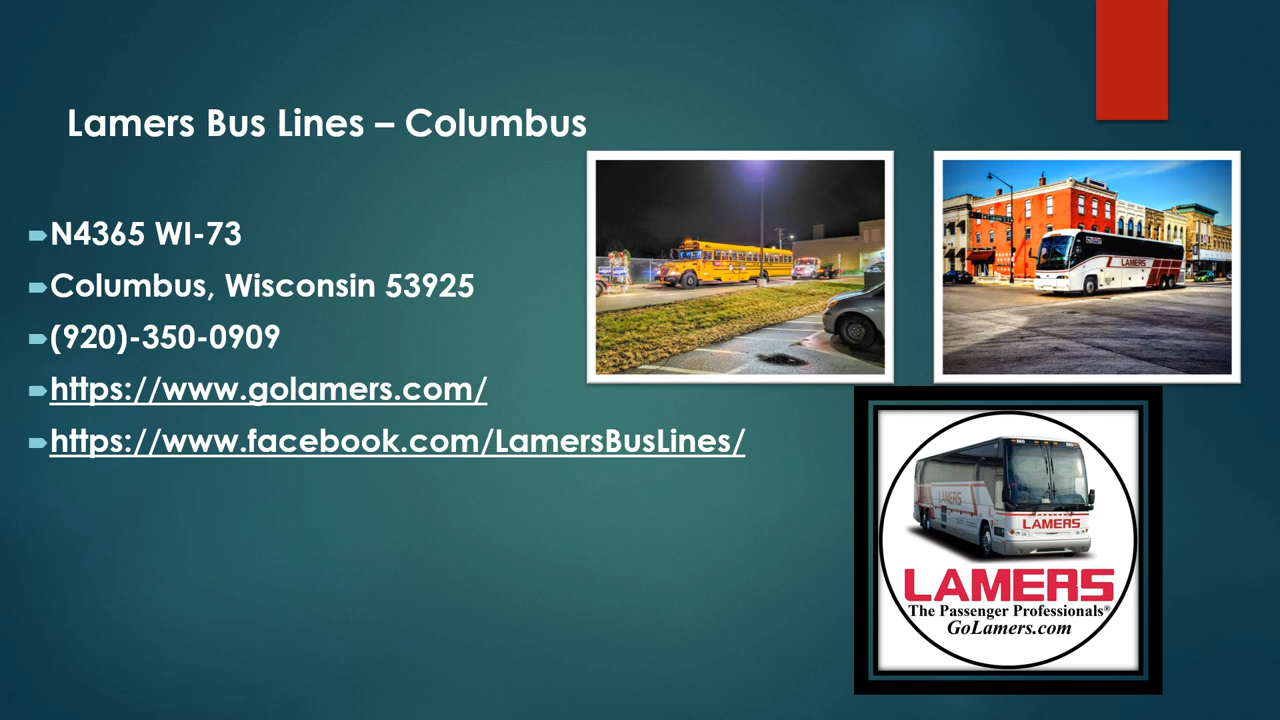 Lamers Bus Lines – Columbus
N4365 WI-73
Columbus, Wisconsin 53925
(920)-350-0909
https://www.golamers.com/
https://www.facebook.com/LamersBusLines/
LAMERS
LAMERS
LAMERS
LAMERS
The Passenger Professionals®
GoLamers.com